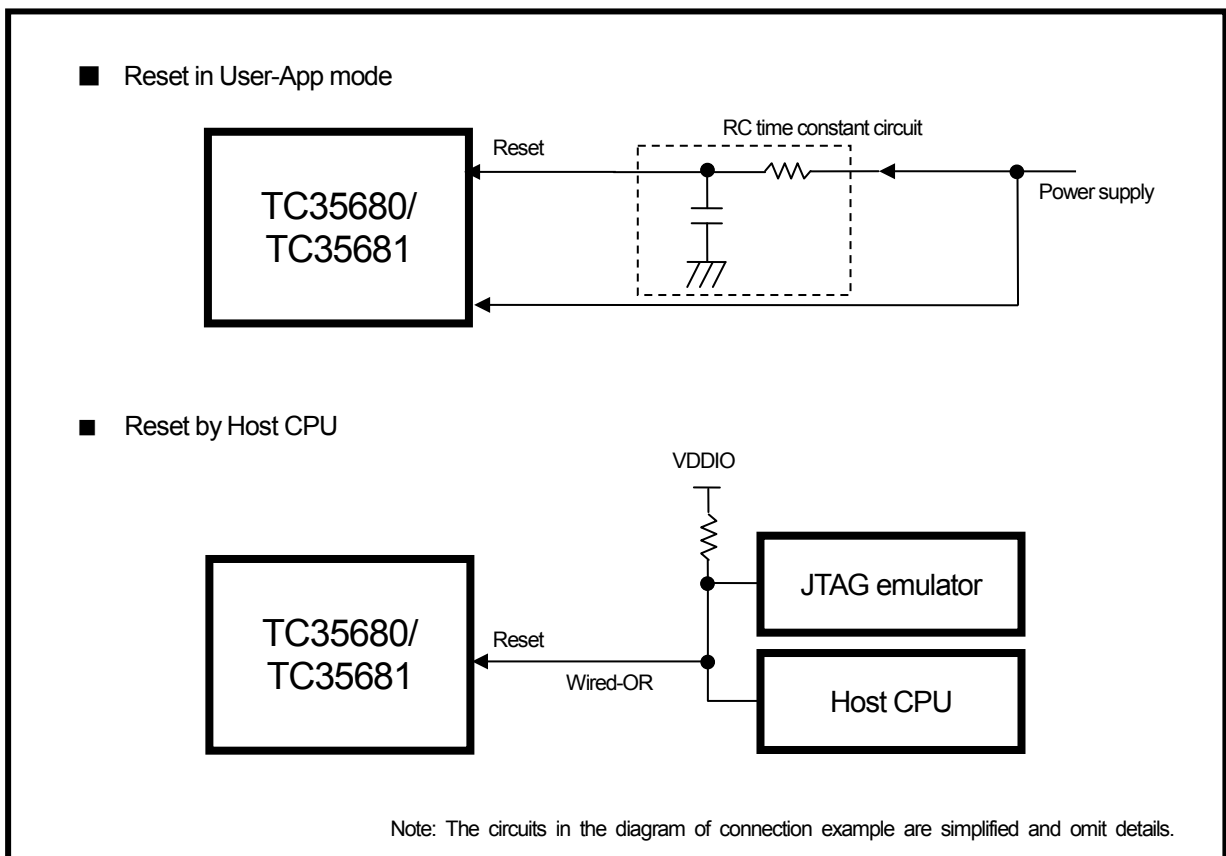 ■ Reset in User-App mode
RC time constant circuit
Reset
TC35680/
TC35681
Power supply
■ Reset by Host CPU
VDDIO
JTAG emulator
TC35680/
TC35681
Reset
Wired-OR
Host CPU
Note: The circuits in the diagram of connection example are simplified and omit details.